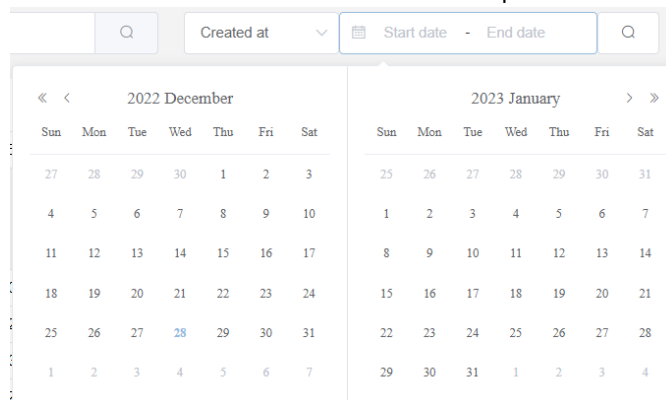 Created at Start date - End date
2022 December 2023 January
Sun Mon Tue Wed Thu Fri Sat Sun Mon Tue Wed Thu Fri Sat
27 28 29 30 1 2 3 25 26 27 28 29 30 31
4 5 6 7 8 9 10 1 2 3 4 5 6 7
11 12 13 14 15 16 17 8 9 10 11 12 13 14
18 19 20 21 22 23 24 15 16 17 18 19 20 21
25 26 27 28 29 30 31 22 23 24 25 26 27 28
1 2 3 4 5 6 7 29 30 31 1 2 3 4